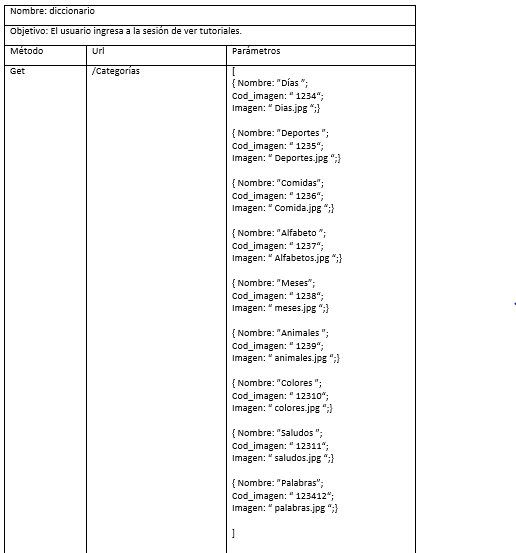 Nombre: diccionario
Objetivo: El usuario ingresa a la sesión de ver tutoriales.
Método Url Parámetros
Get /Categorías [
{ Nombre: "Días ";
Cod_imagen: " 1234";
Imagen: " Dias.jpg ";}
{ Nombre: "Deportes ";
Cod_imagen: " 1235";
Imagen: " Deportes.jpg ";}
{ Nombre: "Comidas";
Cod_imagen: " 1236";
Imagen: " Comida.jpg ";}
{ Nombre: "Alfabeto ";
Cod_imagen: " 1237";
Imagen: " Alfabetos.jpg ";}
{ Nombre: "Meses";
Cod_imagen: " 1238";
Imagen: " meses.jpg ";}
{ Nombre: "Animales ";
Cod_imagen: " 1239";
Imagen: " animales.jpg ";}
{ Nombre: "Colores ";
Cod_imagen: " 12310";
Imagen: " colores.jpg ";}
{ Nombre: "Saludos ";
Cod_imagen: " 12311";
Imagen: " saludos.jpg ";}
{ Nombre: "Palabras";
Cod_imagen: " 123412";
Imagen: " palabras.jpg ";}
]